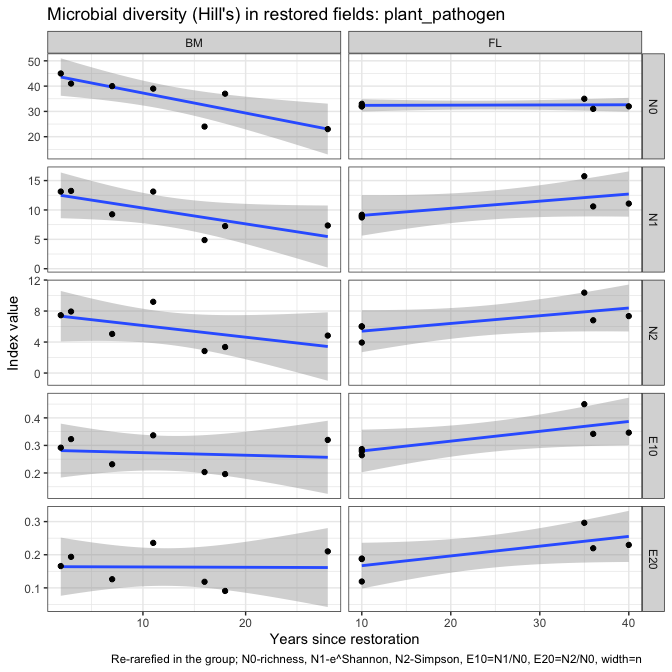 Microbial diversity (Hill's) in restored fields: plant_pathogen
BM
FL
50
40
30
20
N0
15
10
5
0
N1
12
8
4
0
N2
0.4
0.3
0.2
E10
0.3
0.2
0.1
E20
Index value
10
20
10
20
30
40
Years since restoration
Re-rarefied in the group; N0-richness, N1-e^Shannon, N2-Simpson, E10=N1/N0, E20=N2/N0, width=n